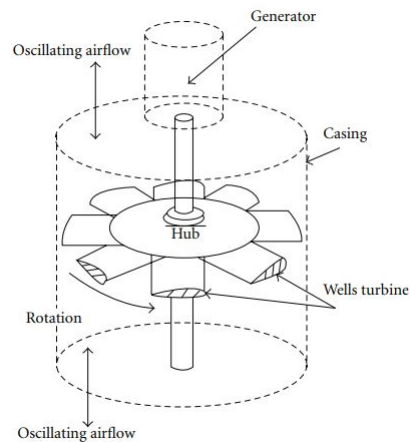 Generator
Oscillating airflow
Casing
Hub
Wells turbine
Rotation
Oscillating airflow